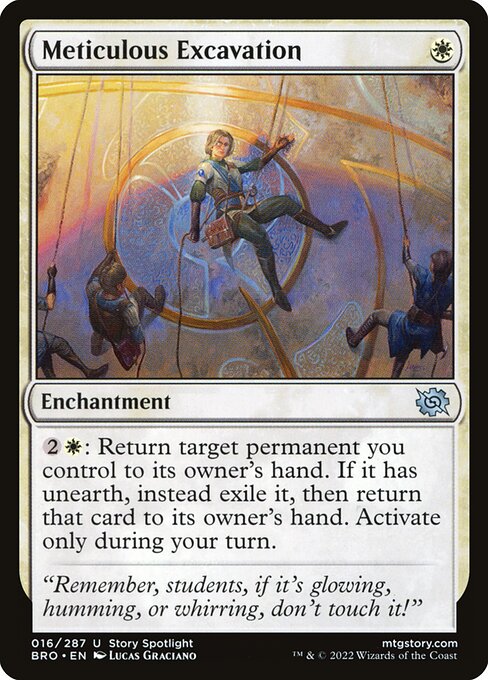 Meticulous Excavation
Enchantment
2: Return target permanent you
control to its owner's hand. If it has
unearth, instead exile it, then return
that card to its owner's hand. Activate
only during your turn.
“Remember, students, if it's glowing,
humming, or whirring, don't touch it!”
016/287 U Story Spotlight
mtgstory.com
BRO • EN Lucas Graciano
™ & © 2022 Wizards of the Coast